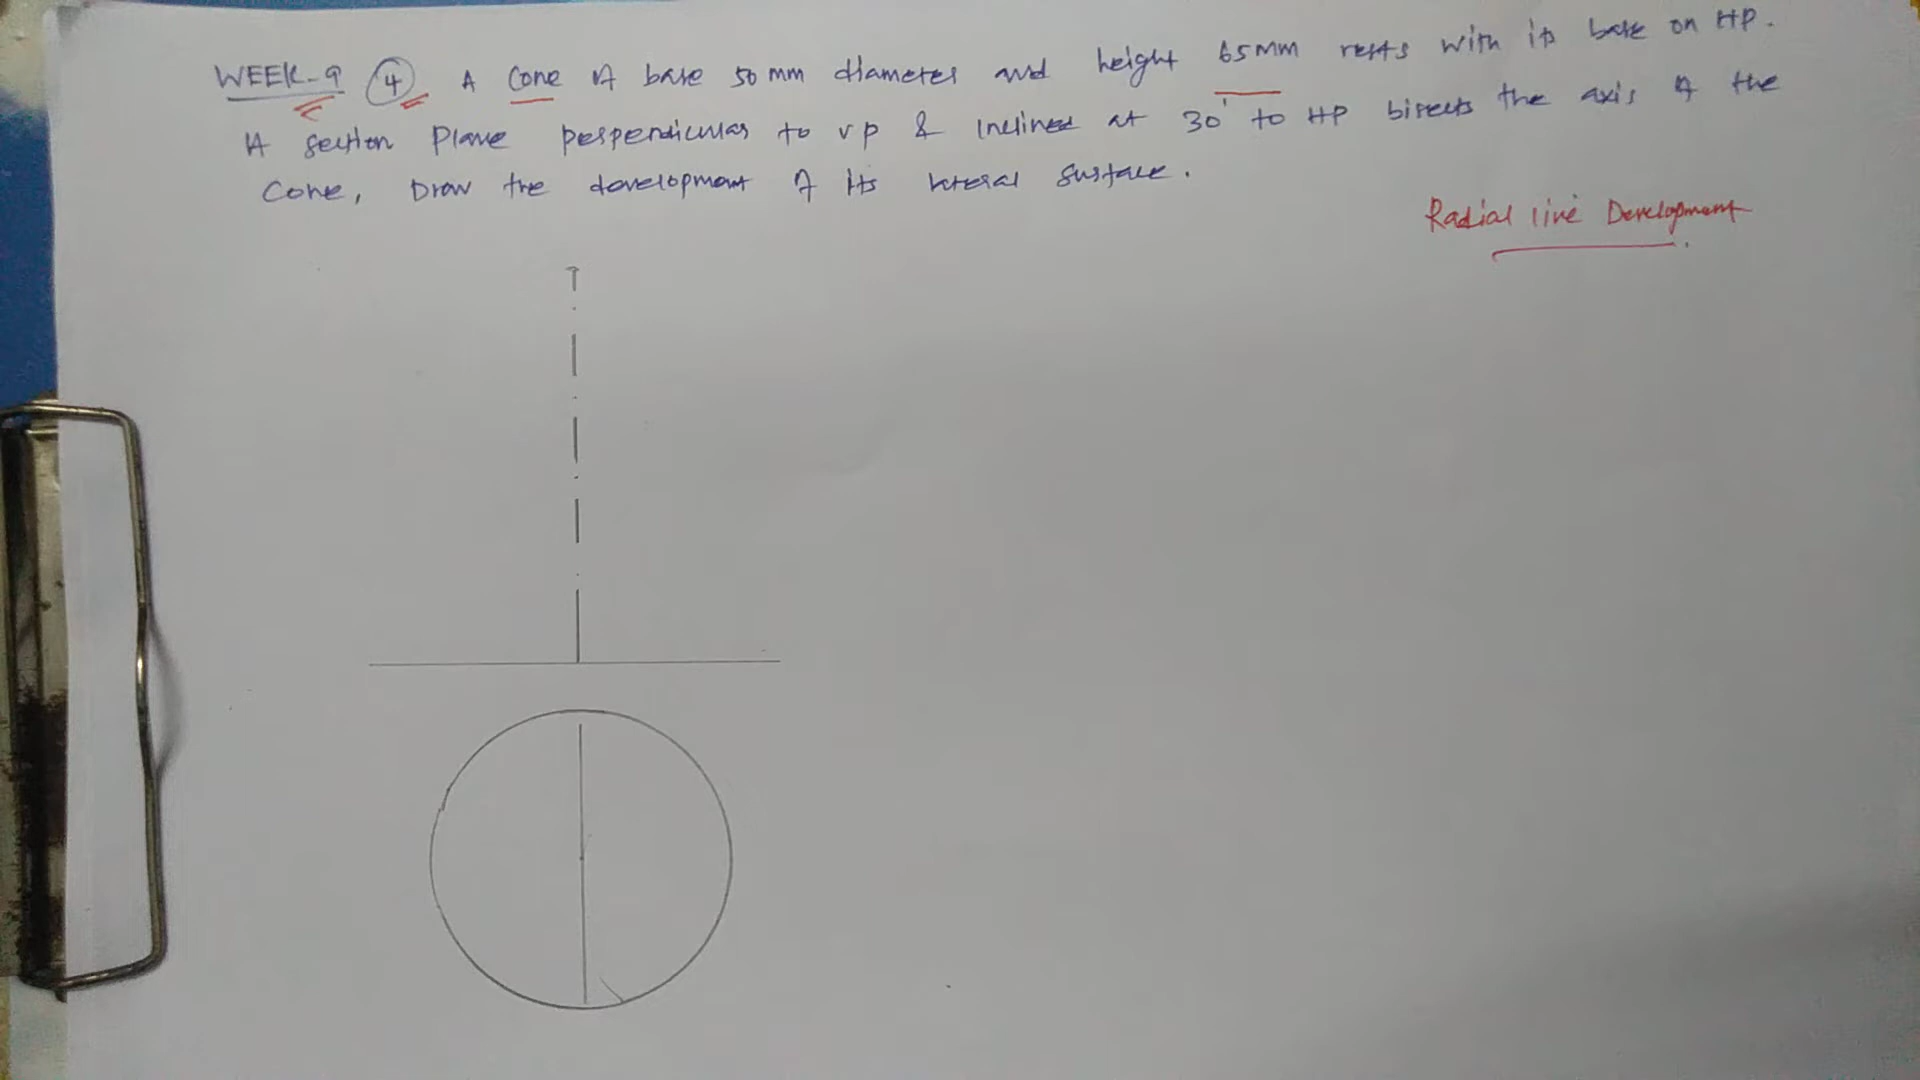 WEEK-9 4 A Cone of base 50 mm diameter and height 65mm rests with its base on HP.
A section Plane perpendicular to VP & Inclined at 30° to HP bisects the axis of the
Cone, Draw the development of its lateral surface.
Radial line Development